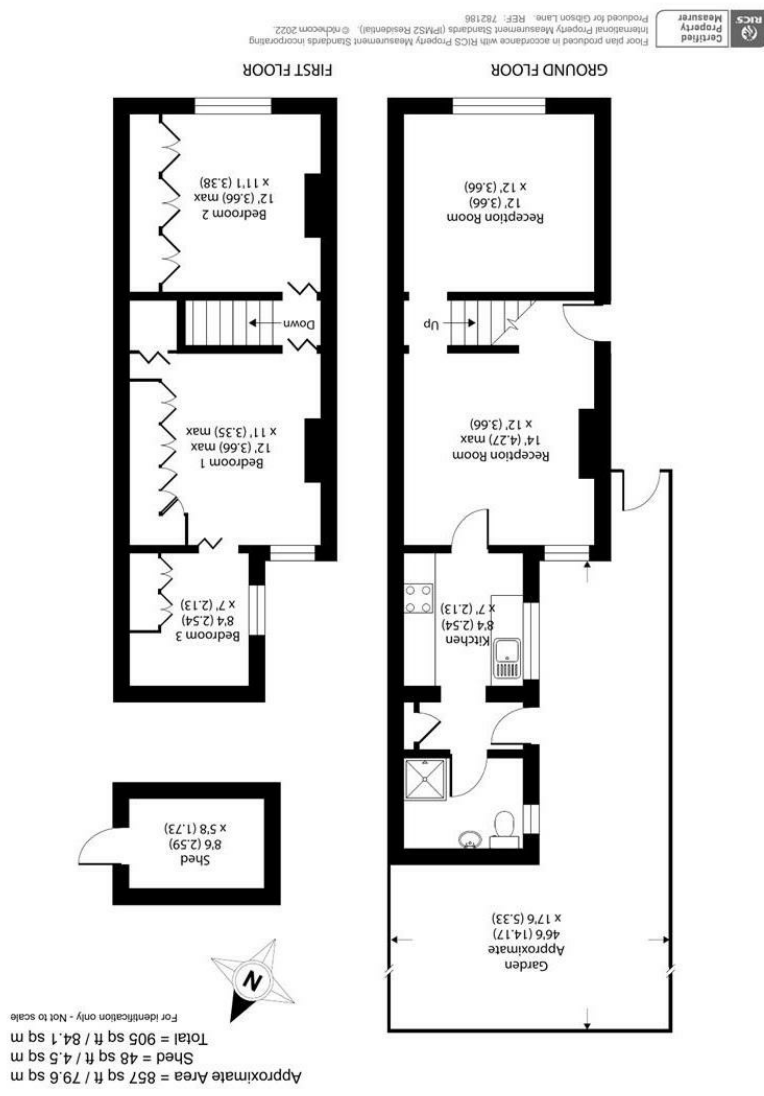 Approximate Area = 857 sq ft / 79.6 sq m
Shed = 48 sq ft / 4.5 sq m
Total = 905 sq ft / 84.1 sq m
For identification only - Not to scale
N
Garden
Approximate
46'6 (14.17)
x 17'6 (5.33)
Shed
8'6 (2.59)
x 5'8 (1.73)
Kitchen
8'4 (2.54)
x 7' (2.13)
Bedroom 3
8'4 (2.54)
x 7' (2.13)
Reception Room
14' (4.27) max
x 12' (3.66)
Bedroom 1
12' (3.66) max
x 11' (3.35) max
Up
Down
Reception Room
12' (3.66)
x 12' (3.66)
Bedroom 2
12' (3.66) max
x 11'1 (3.38)
GROUND FLOOR
FIRST FLOOR
RICS
Certified
Property
Measurer
Floor plan produced in accordance with RICS Property Measurement Standards incorporating
International Property Measurement Standards (IPMS2 Residential). © nichecom 2022.
Produced for Gibson Lane. REF: 782186